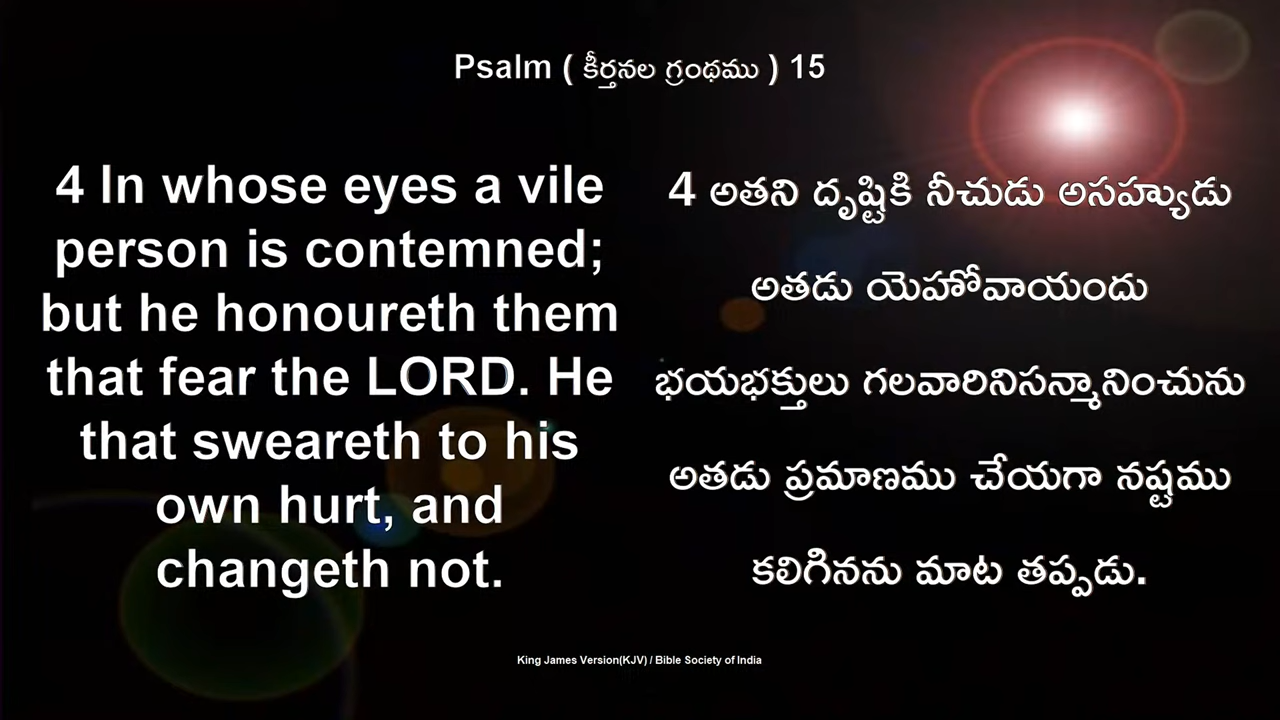 Psalm ( కీర్తనల గ్రంథము ) 15
4 In whose eyes a vile
person is contemned;
but he honoureth them
that fear the LORD. He
that sweareth to his
own hurt, and
changeth not.
4 అతని దృష్టికి నీచుడు అసహ్యుడు
అతడు యెహోవాయందు
భయభక్తులు గలవారినిసన్మానించును
అతడు ప్రమాణము చేయగా నష్టము
కలిగినను మాట తప్పడు.
King James Version(KJV) / Bible Society of India